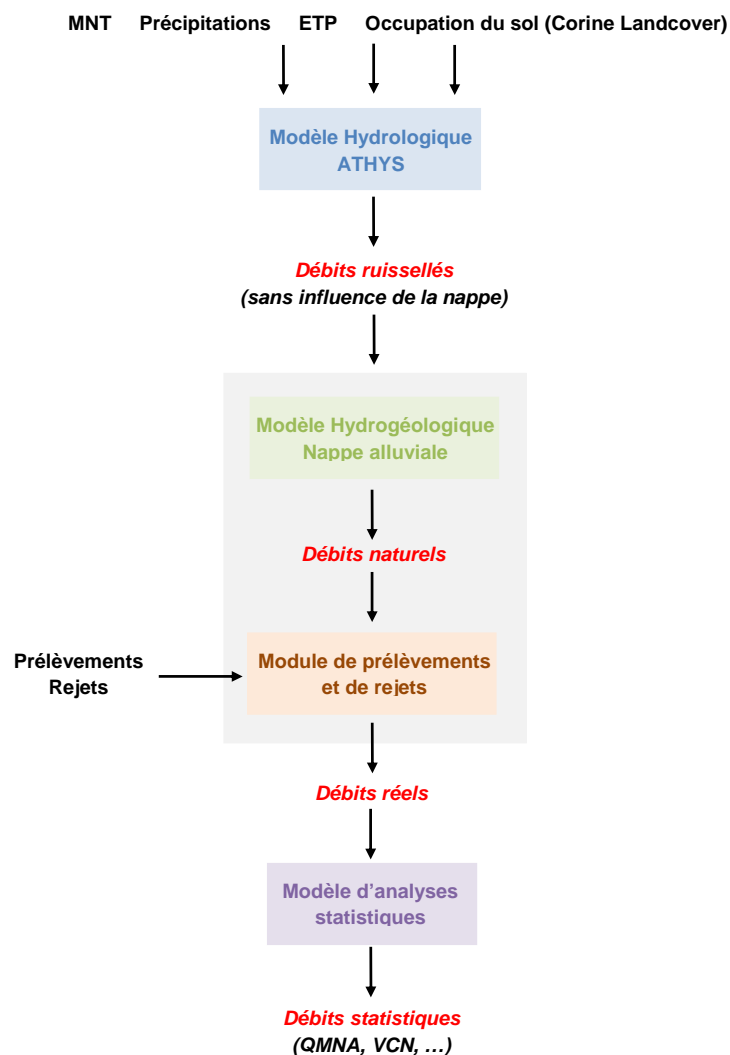 MNT Précipitations ETP Occupation du sol (Corine Landcover)
Modèle Hydrologique
ATHYS
Débits ruissellés
(sans influence de la nappe)
Modèle Hydrogéologique
Nappe alluviale
Débits naturels
Prélèvements
Rejets
Module de prélèvements
et de rejets
Débits réels
Modèle d'analyses
statistiques
Débits statistiques
(QMNA, VCN, …)